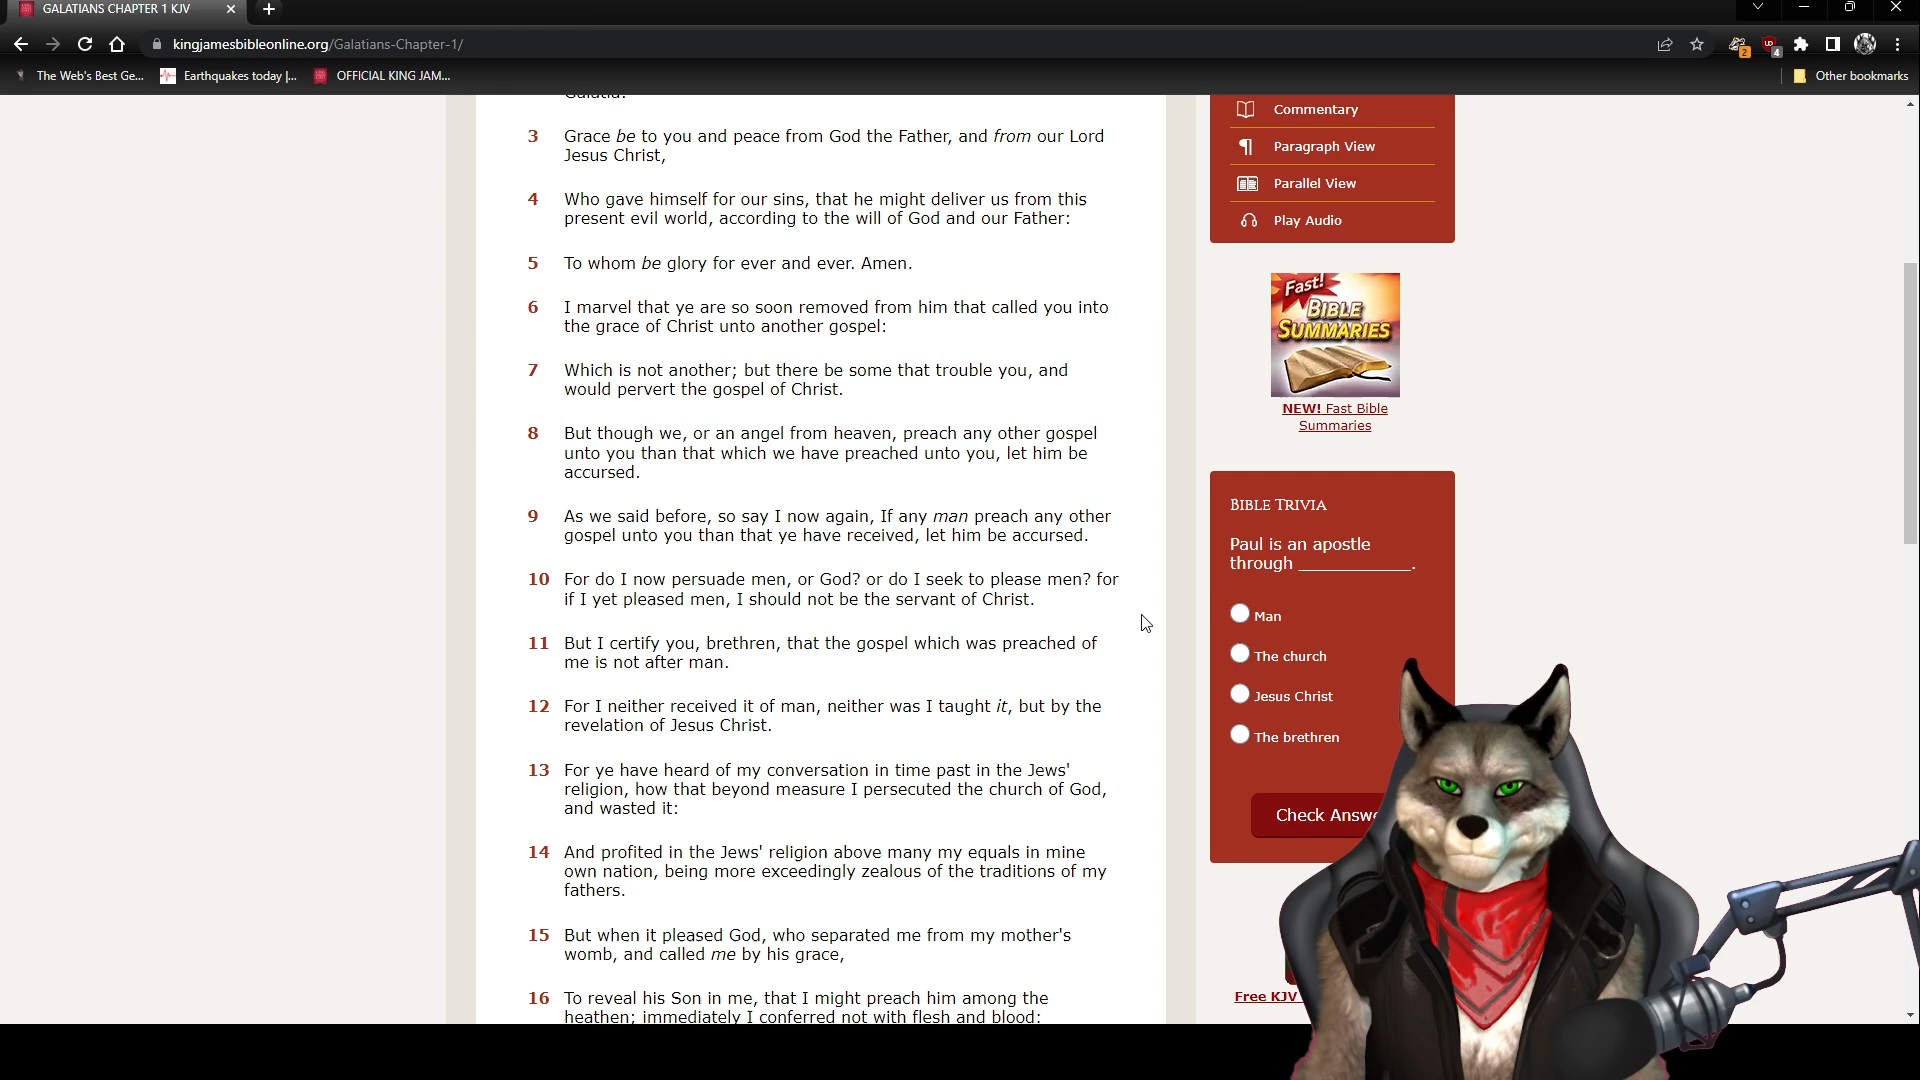 GALATIANS CHAPTER 1 KJV
kingjamesbibleonline.org/Galatians-Chapter-1/
2
4
The Web's Best Ge...
Earthquakes today |...
OFFICIAL KING JAM...
Other bookmarks
Galatia:
3 Grace be to you and peace from God the Father, and from our Lord
Jesus Christ,
4 Who gave himself for our sins, that he might deliver us from this
present evil world, according to the will of God and our Father:
5 To whom be glory for ever and ever. Amen.
6 I marvel that ye are so soon removed from him that called you into
the grace of Christ unto another gospel:
7 Which is not another; but there be some that trouble you, and
would pervert the gospel of Christ.
8 But though we, or an angel from heaven, preach any other gospel
unto you than that which we have preached unto you, let him be
accursed.
9 As we said before, so say I now again, If any man preach any other
gospel unto you than that ye have received, let him be accursed.
10 For do I now persuade men, or God? or do I seek to please men? for
if I yet pleased men, I should not be the servant of Christ.
11 But I certify you, brethren, that the gospel which was preached of
me is not after man.
12 For I neither received it of man, neither was I taught it, but by the
revelation of Jesus Christ.
13 For ye have heard of my conversation in time past in the Jews'
religion, how that beyond measure I persecuted the church of God,
and wasted it:
14 And profited in the Jews' religion above many my equals in mine
own nation, being more exceedingly zealous of the traditions of my
fathers.
15 But when it pleased God, who separated me from my mother's
womb, and called me by his grace,
16 To reveal his Son in me, that I might preach him among the
heathen; immediately I conferred not with flesh and blood:
Commentary
Paragraph View
Parallel View
Play Audio
Fast!
BIBLE
SUMMARIES
NEW! Fast Bible
Summaries
BIBLE TRIVIA
Paul is an apostle
through ____________.
Man
The church
Jesus Christ
The brethren
Check Answe
Free KJV